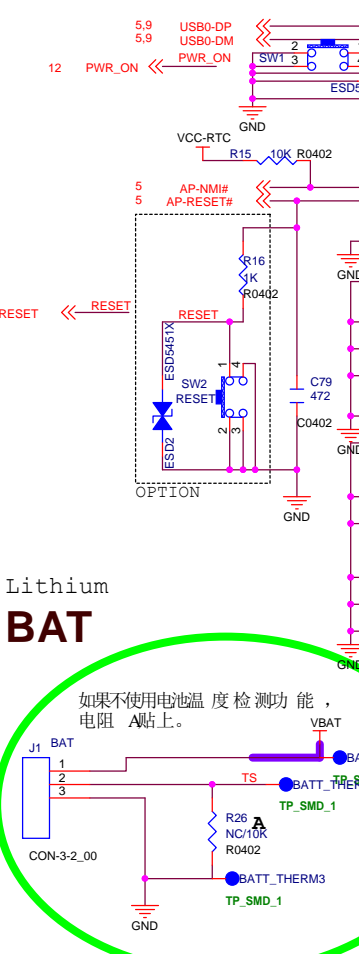 5,9 USB0-DP
5,9 USB0-DM
12 PWR_ON PWR_ON
SW1
2
3
GND
VCC-RTC
R15 10K R0402
5 AP-NMI#
5 AP-RESET#
R16
1K
R0402
RESET RESET
RESET
ESD5451X
ESD2
1
4
SW2
RESET
2
3
C79
472
C0402
GND
GND
GND
OPTION
GND
Lithium
BAT
GND
如果不使用电池温度检测功能，
电阻 A贴上。
VBAT
J1 BAT
1
2
3
TS
TP_SMD_1
R26 A
NC/10K
R0402
CON-3-2_00
BATT_THERM3
TP_SMD_1
GND